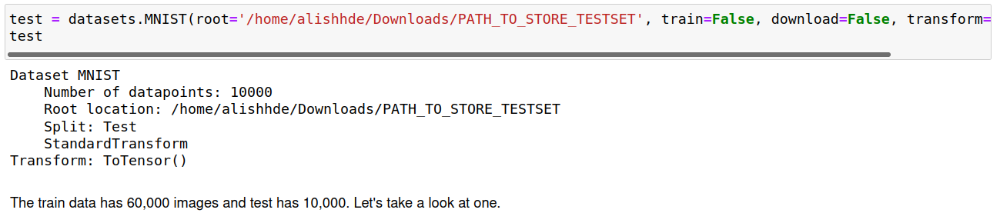 test = datasets.MNIST(root='/home/alishhde/Downloads/PATH_TO_STORE_TESTSET', train=False, download=False, transform=
test
Dataset MNIST
    Number of datapoints: 10000
    Root location: /home/alishhde/Downloads/PATH_TO_STORE_TESTSET
    Split: Test
    StandardTransform
Transform: ToTensor()
The train data has 60,000 images and test has 10,000. Let's take a look at one.